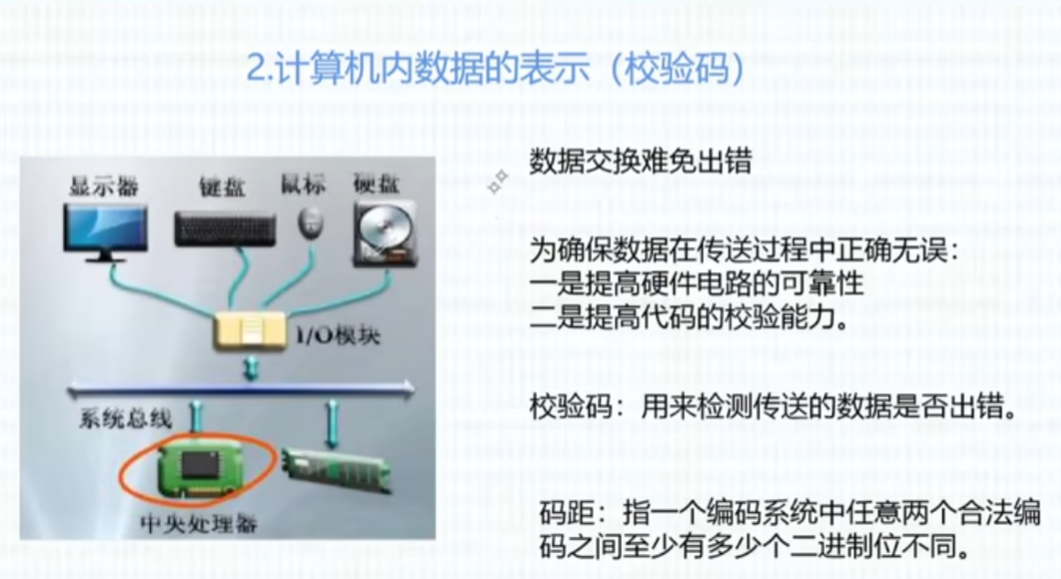 2.计算机内数据的表示（校验码）
显示器
键盘
鼠标
硬盘
I/O模块
系统总线
中央处理器
数据交换难免出错
为确保数据在传送过程中正确无误：
一是提高硬件电路的可靠性
二是提高代码的校验能力。
校验码：用来检测传送的数据是否出错。
码距：指一个编码系统中任意两个合法编
码之间至少有多少个二进制位不同。